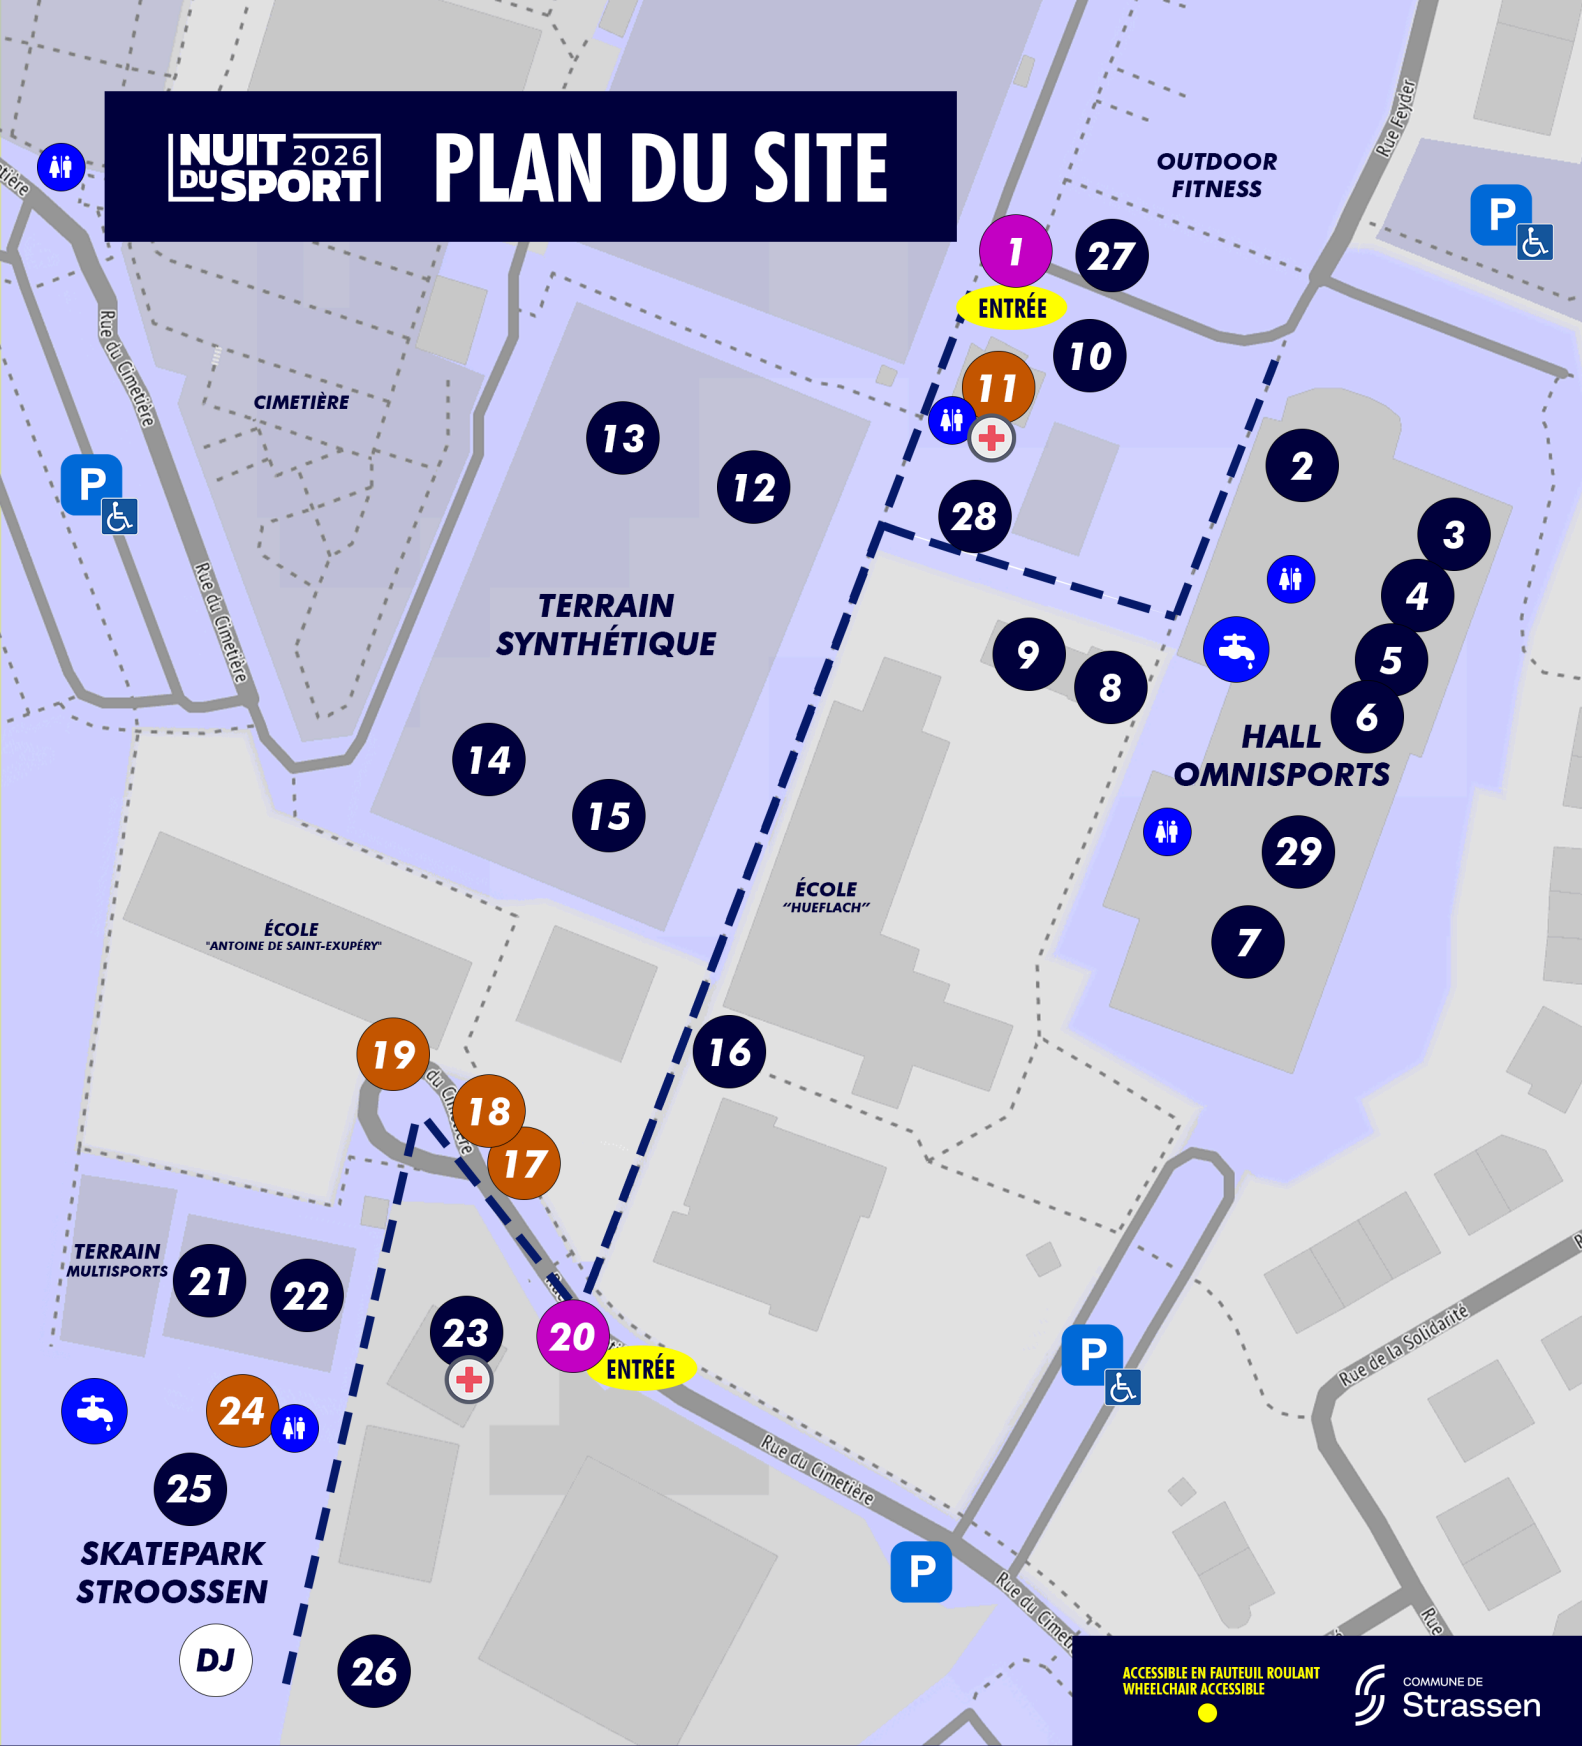 NUIT 2026
DU SPORT
PLAN DU SITE
Rue Feyder
OUTDOOR
FITNESS
P
1
27
ENTRÉE
10
11
28
CIMETIÈRE
Rue du Cimetière
P
Rue du Cimetière
13
12
TERRAIN
SYNTHÉTIQUE
14
15
2
3
4
5
6
9
8
HALL
OMNISPORTS
29
7
ÉCOLE
“HUEFLACH”
ÉCOLE
"ANTOINE DE SAINT-EXUPÉRY"
16
19
18
17
TERRAIN
MULTISPORTS
21
22
23
20
ENTRÉE
24
25
SKATEPARK
STROOSSEN
DJ
26
Rue du Cimetière
P
Rue de la Solidarité
P
Rue
ACCESSIBLE EN FAUTEUIL ROULANT
WHEELCHAIR ACCESSIBLE
COMMUNE DE
Strassen